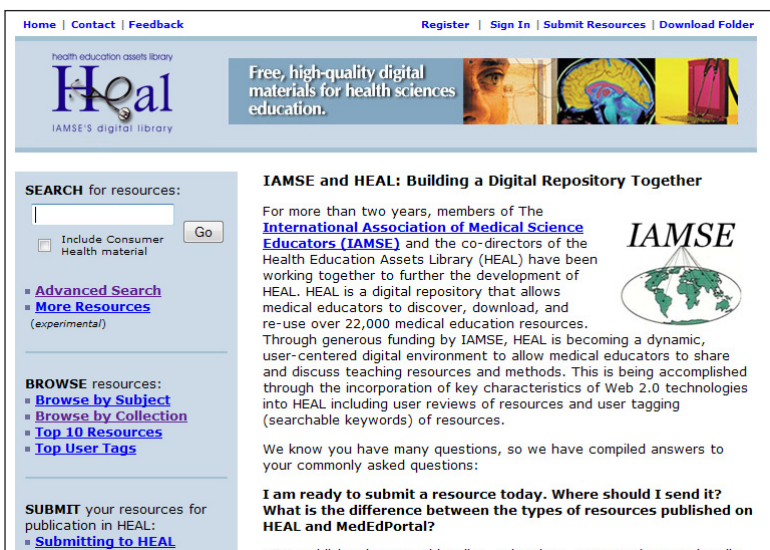 Home | Contact | Feedback
Register | Sign In | Submit Resources | Download Folder
health education assets library
Heal
IAMSE'S digital library
Free, high-quality digital
materials for health sciences
education.
SEARCH for resources:
Include Consumer
Health material
Go
Advanced Search
More Resources
(experimental)
BROWSE resources:
Browse by Subject
Browse by Collection
Top 10 Resources
Top User Tags
SUBMIT your resources for
publication in HEAL:
Submitting to HEAL
IAMSE and HEAL: Building a Digital Repository Together
For more than two years, members of The
International Association of Medical Science
Educators (IAMSE) and the co-directors of the
Health Education Assets Library (HEAL) have been
working together to further the development of
HEAL. HEAL is a digital repository that allows
medical educators to discover, download, and
re-use over 22,000 medical education resources.
Through generous funding by IAMSE, HEAL is becoming a dynamic,
user-centered digital environment to allow medical educators to share
and discuss teaching resources and methods. This is being accomplished
through the incorporation of key characteristics of Web 2.0 technologies
into HEAL including user reviews of resources and user tagging
(searchable keywords) of resources.
IAMSE
We know you have many questions, so we have compiled answers to
your commonly asked questions:
I am ready to submit a resource today. Where should I send it?
What is the difference between the types of resources published on
HEAL and MedEdPortal?